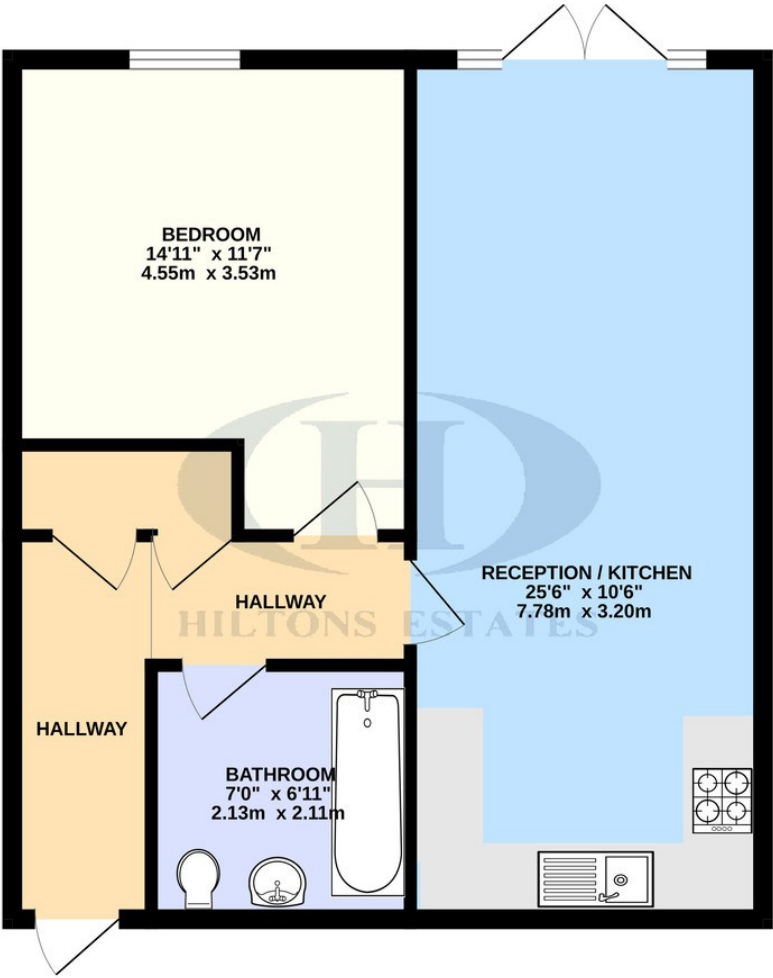 BEDROOM
14'11" x 11'7"
4.55m x 3.53m
H
RECEPTION / KITCHEN
25'6" x 10'6"
7.78m x 3.20m
HALLWAY
HILTONS ESTATES
HALLWAY
BATHROOM
7'0" x 6'11"
2.13m x 2.11m